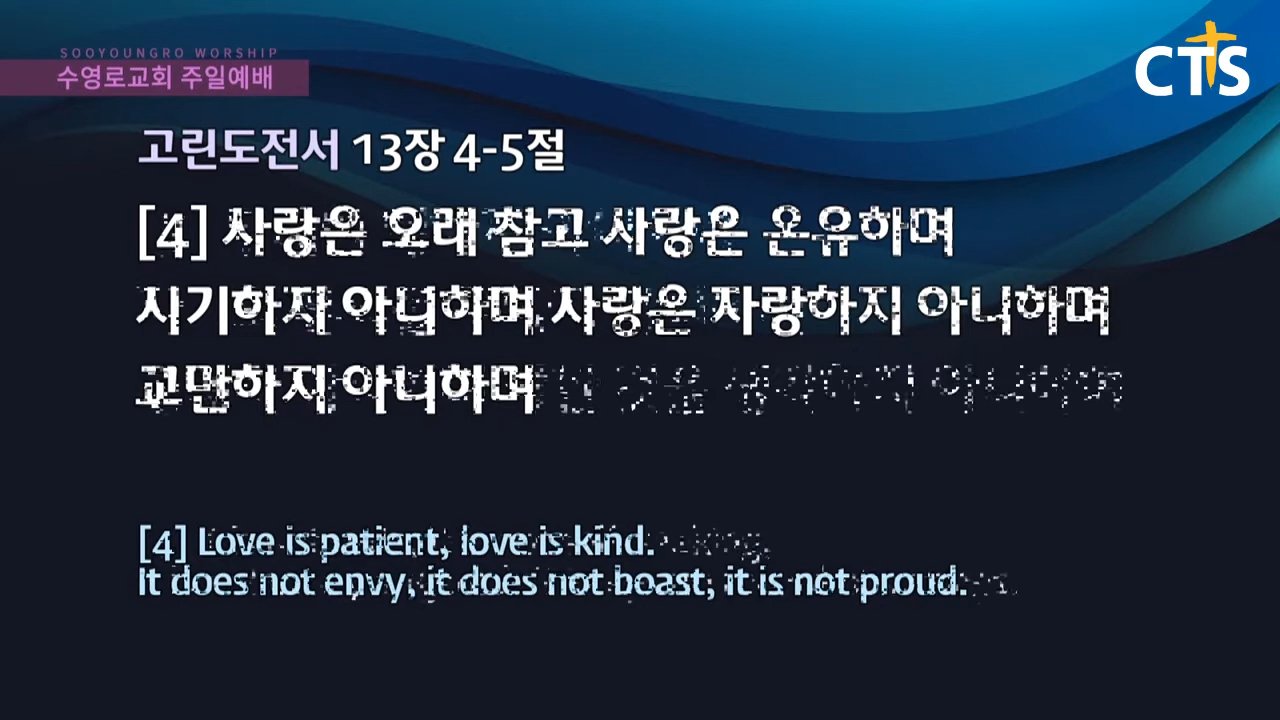 SOOYOUNGRO WORSHIP
수영로교회 주일예배
CTS
고린도전서 13장 4-5절
[4] 사랑은 오래 참고 사랑은 온유하며
시기하지 아니하며 사랑은 자랑하지 아니하며
교만하지 아니하며
[4] Love is patient, love is kind.
It does not envy, it does not boast, it is not proud.